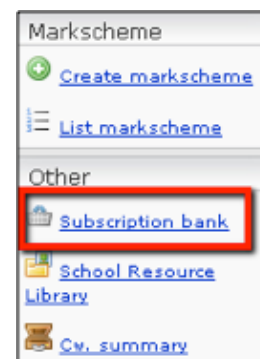 Markscheme
Create markscheme
List markscheme
Other
Subscription bank
School Resource
Library
Cw. summary